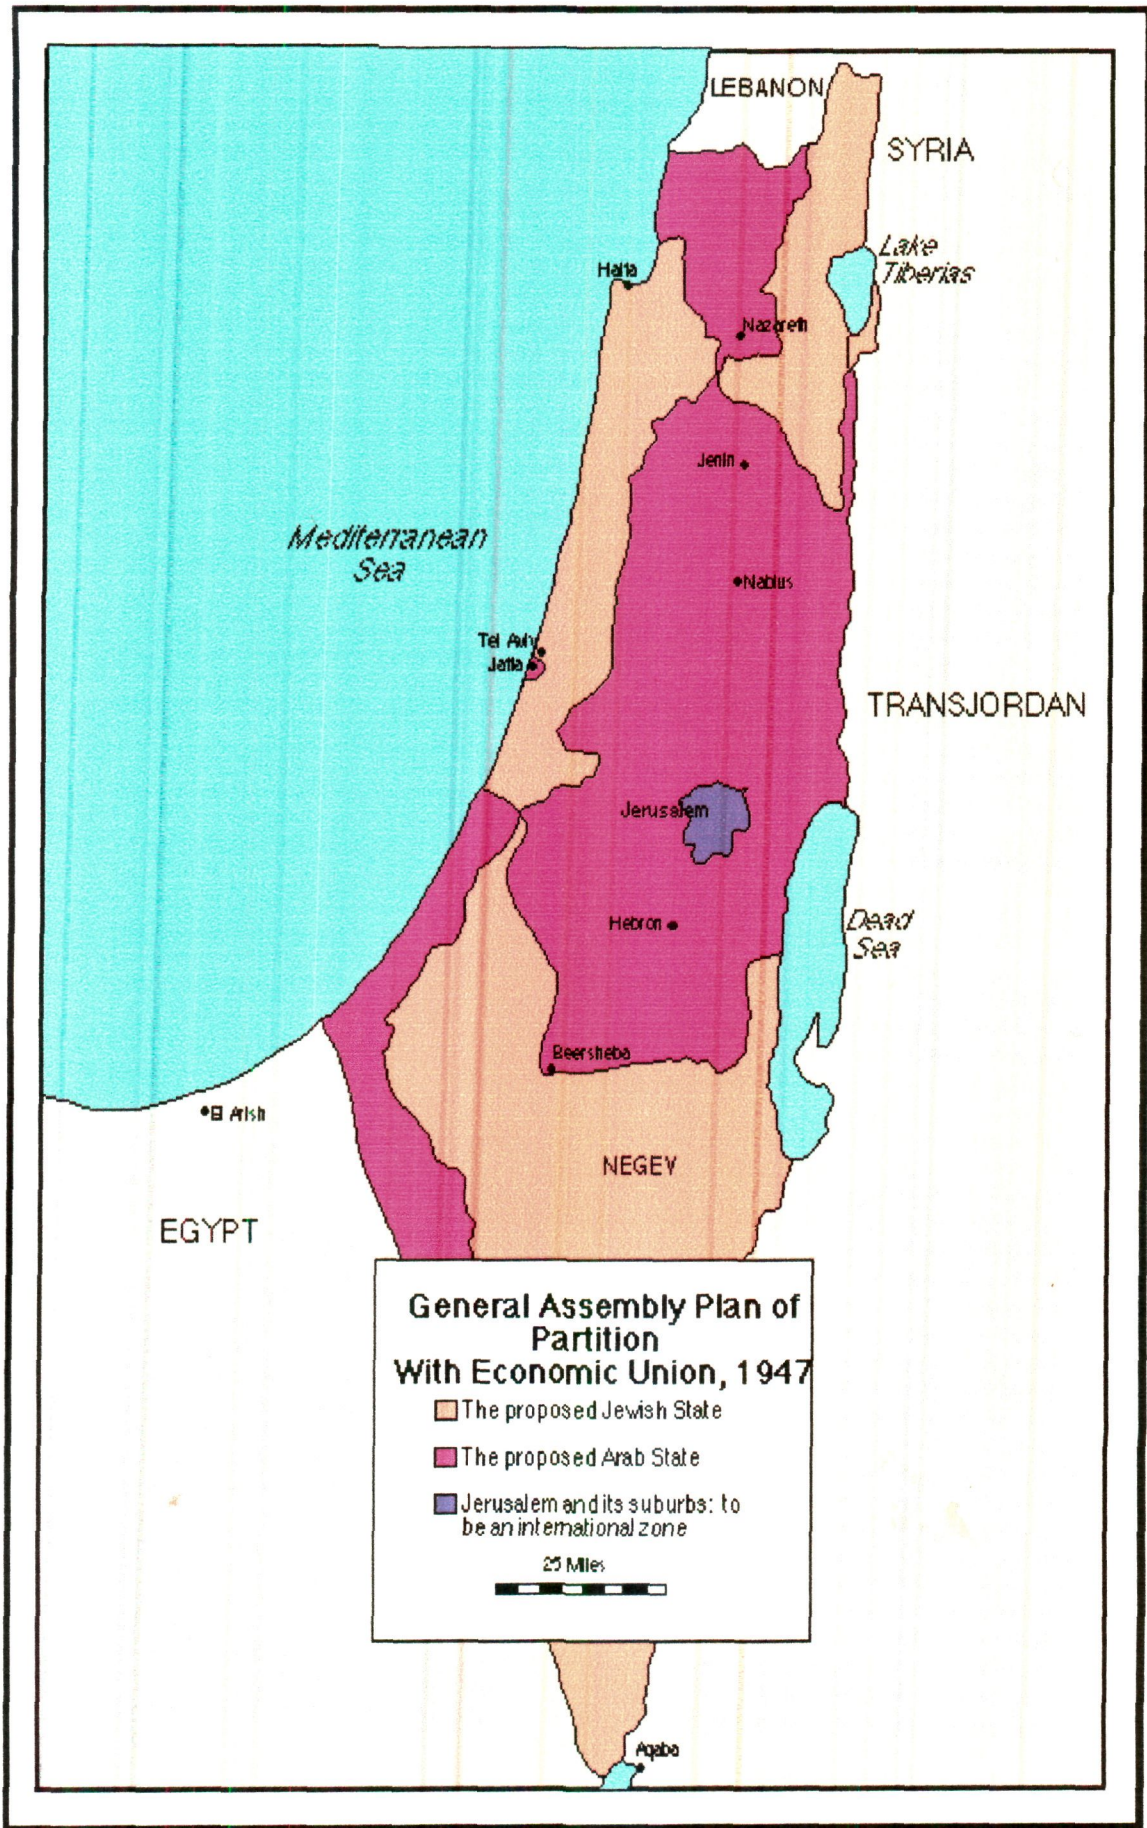 LEBANON
SYRIA
Lake
Tiberias
Haifa
Nazareth
Jenin
Mediterranean
Sea
Nablus
Tel Aviv
Jaffa
TRANSJORDAN
Jerusalem
Hebron
Dead
Sea
Beersheba
El Arish
NEGEV
EGYPT
General Assembly Plan of
Partition
With Economic Union, 1947
The proposed Jewish State
The proposed Arab State
Jerusalem and its suburbs: to
be an international zone
25 Miles
Aqaba